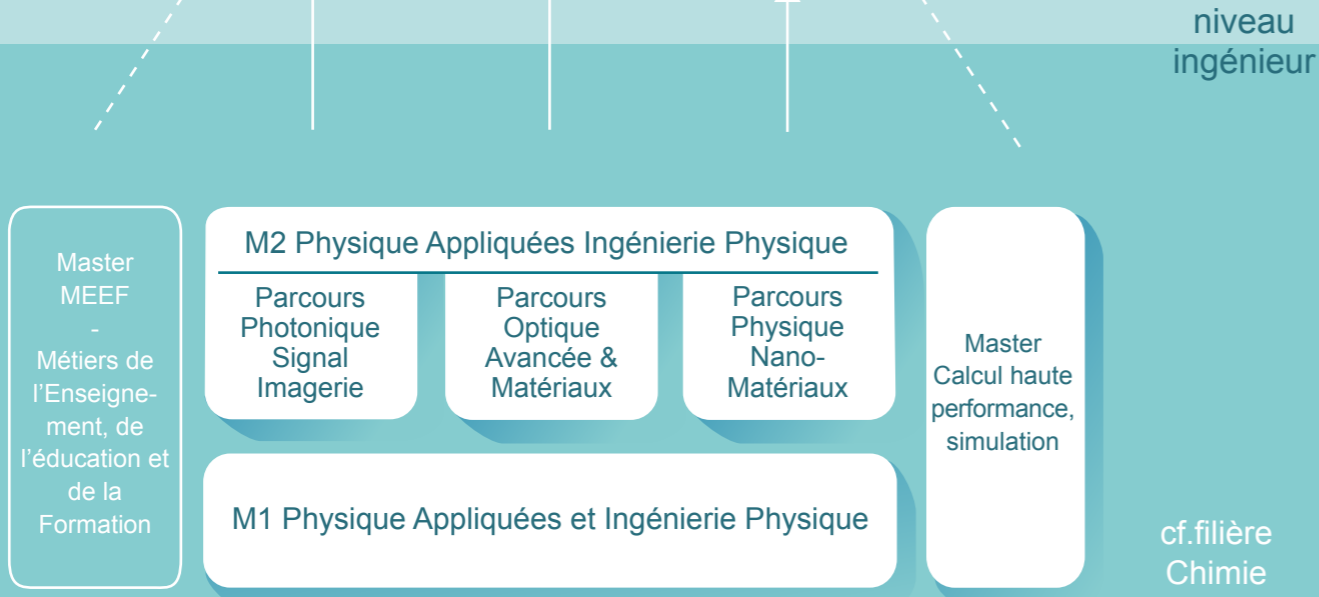 niveau
ingénieur
Master
MEEF
-
Métiers de
l’Enseigne-
ment, de
l’éducation et
de la
Formation
M2 Physique Appliquées Ingénierie Physique
Parcours
Photonique
Signal
Imagerie
Parcours
Optique
Avancée &
Matériaux
Parcours
Physique
Nano-
Matériaux
M1 Physique Appliquées et Ingénierie Physique
Master
Calcul haute
performance,
simulation
cf.filière
Chimie